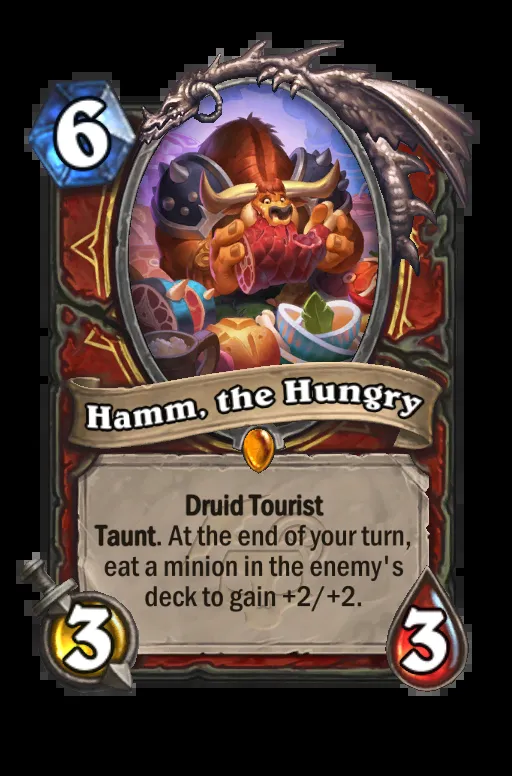 6
Hamm, the Hungry
Druid Tourist
Taunt. At the end of your turn,
eat a minion in the enemy's
deck to gain +2/+2.
3
3